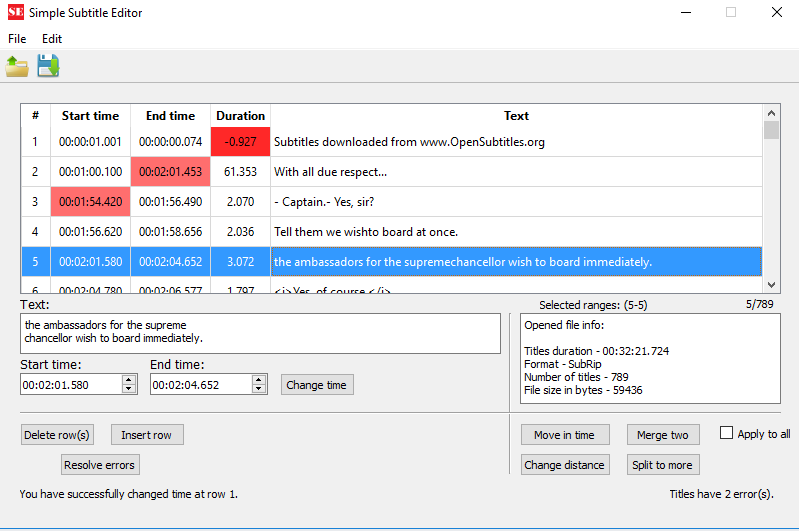 SE Simple Subtitle Editor
File Edit
# Start time End time Duration Text
1 00:00:01.001 00:00:00.074 -0.927 Subtitles downloaded from www.OpenSubtitles.org
2 00:01:00.100 00:02:01.453 61.353 With all due respect...
3 00:01:54.420 00:01:56.490 2.070 - Captain.- Yes, sir?
4 00:01:56.620 00:01:58.656 2.036 Tell them we wishto board at once.
5 00:02:01.580 00:02:04.652 3.072 the ambassadors for the supremechancellor wish to board immediately.
6 00:02:04.780 00:02:06.577 1.797 <i>Yes, of course.</i>
Text: Selected ranges: (5-5) 5/789
the ambassadors for the supreme
chancellor wish to board immediately.
Start time: End time:
00:02:01.580 00:02:04.652 Change time
Opened file info:
Titles duration - 00:32:21.724
Format - SubRip
Number of titles - 789
File size in bytes - 59436
Delete row(s) Insert row
Resolve errors
Move in time Merge two Apply to all
Change distance Split to more
You have successfully changed time at row 1. Titles have 2 error(s).